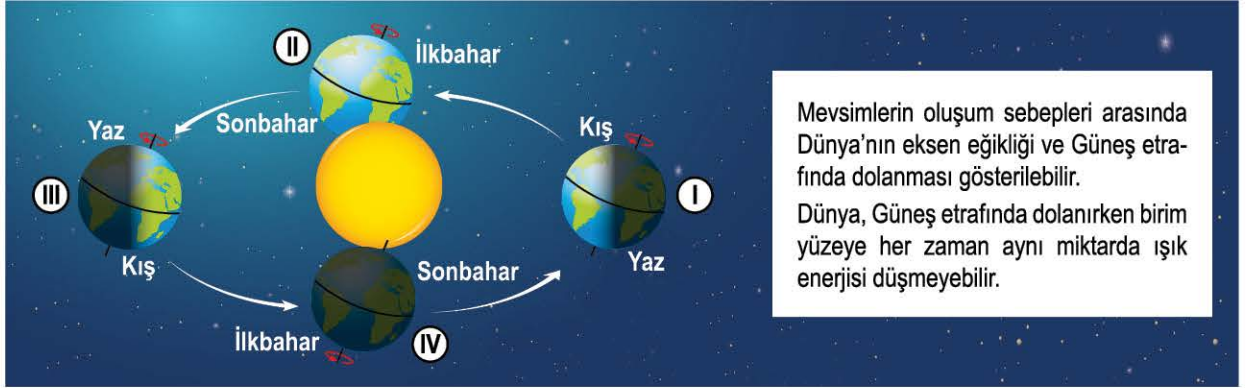 II
İlkbahar
Sonbahar
Yaz
III
Kış
Kış
I
Yaz
Sonbahar
İlkbahar
IV
Mevsimlerin oluşum sebepleri arasında
Dünya'nın eksen eğikliği ve Güneş etra-
fında dolanması gösterilebilir.
Dünya, Güneş etrafında dolanırken birim
yüzeye her zaman aynı miktarda ışık
enerjisi düşmeyebilir.